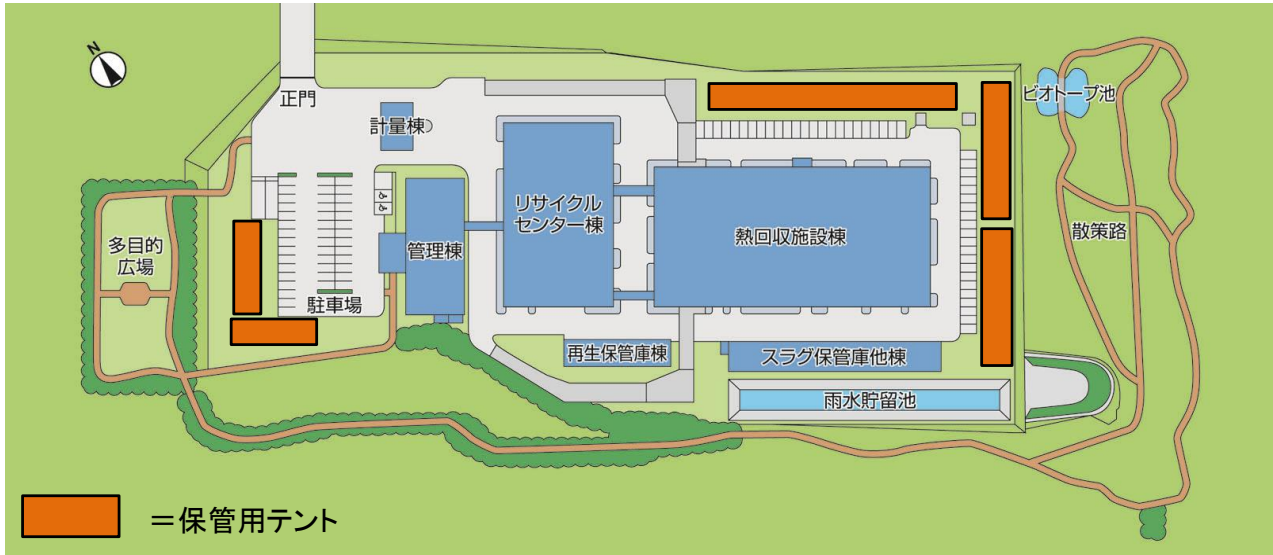 N
正門
計量棟
ビオトープ池
リサイクル
センター棟
多目的
広場
管理棟
熱回収施設棟
散策路
駐車場
再生保管庫棟
スラグ保管庫他棟
雨水貯留池
＝保管用テント